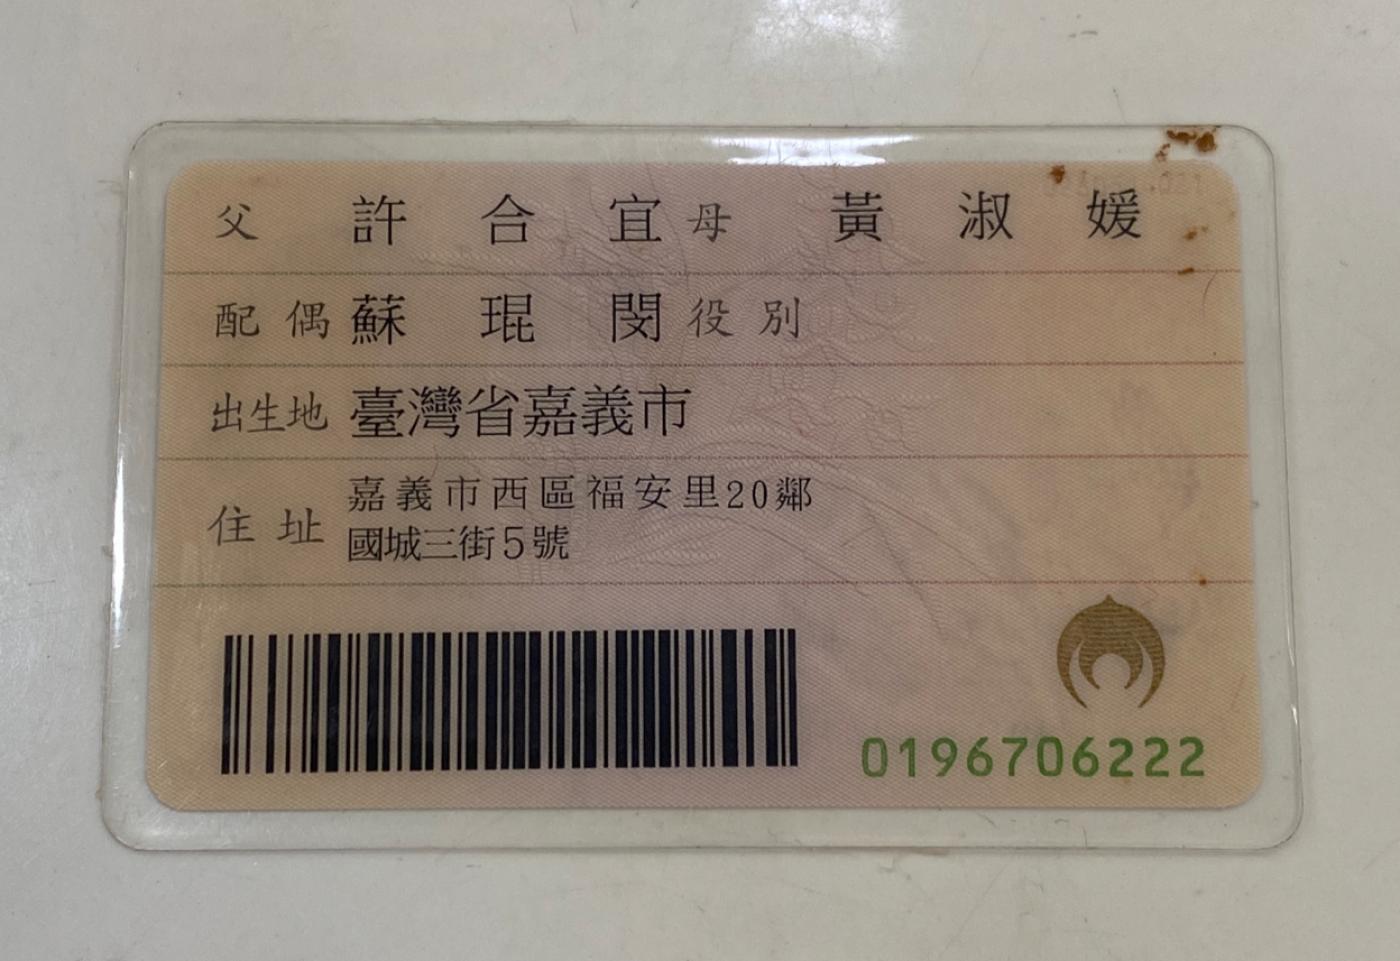 父 許合宜 母 黃淑媛
配偶 蘇琨閔 役別
出生地 臺灣省嘉義市
住址 嘉義市西區福安里20鄰
國城三街5號
0196706222